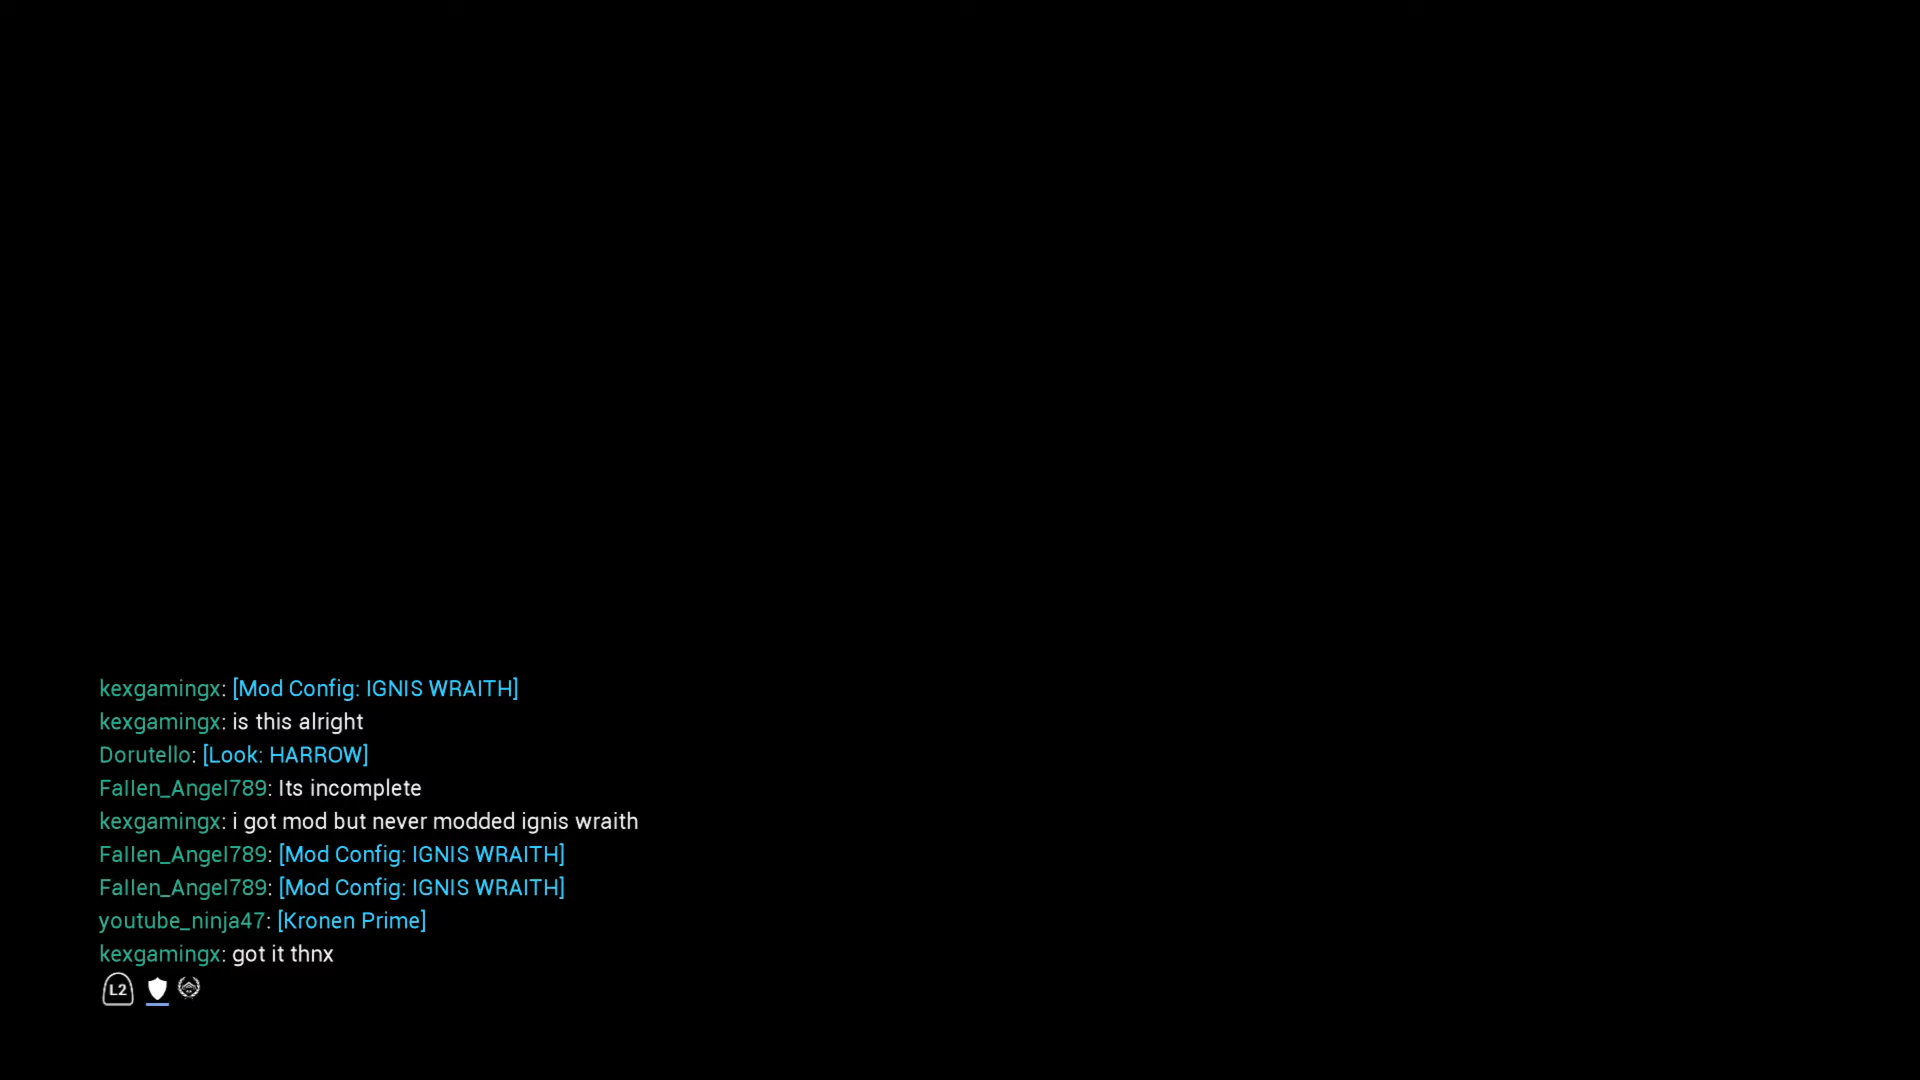 kexgamingx: [Mod Config: IGNIS WRAITH]
kexgamingx: is this alright
Dorutello: [Look: HARROW]
Fallen_Angel789: Its incomplete
kexgamingx: i got mod but never modded ignis wraith
Fallen_Angel789: [Mod Config: IGNIS WRAITH]
Fallen_Angel789: [Mod Config: IGNIS WRAITH]
youtube_ninja47: [Kronen Prime]
kexgamingx: got it thnx
L2